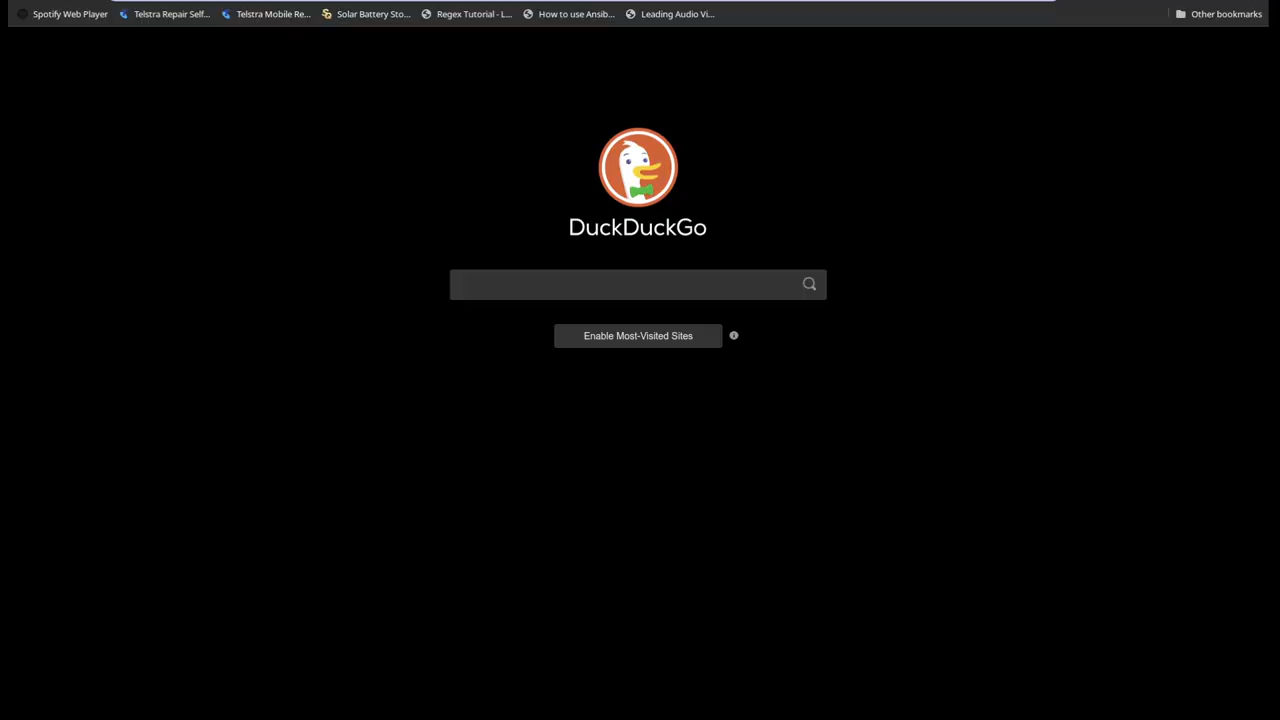 Spotify Web Player Telstra Repair Self... Telstra Mobile Re... Solar Battery Sto... Regex Tutorial - L... How to use Ansib... Leading Audio Vi... Other bookmarks
DuckDuckGo
Enable Most-Visited Sites